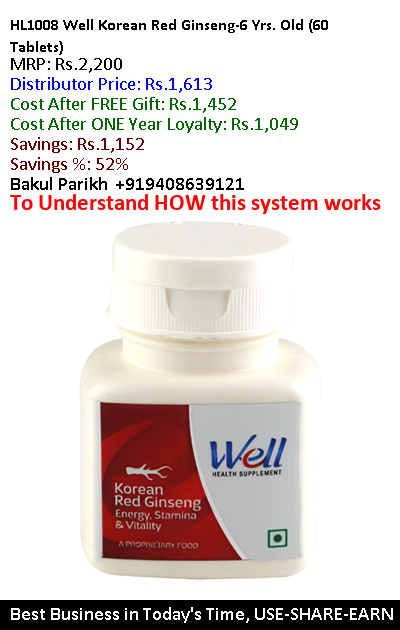 HL1008 Well Korean Red Ginseng-6 Yrs. Old (60
Tablets)
MRP: Rs.2,200
Distributor Price: Rs.1,613
Cost After FREE Gift: Rs.1,452
Cost After ONE Year Loyalty: Rs.1,049
Savings: Rs.1,152
Savings %: 52%
Bakul Parikh +919408639121
To Understand HOW this system works
Well
HEALTH SUPPLEMENT
Korean
Red Ginseng
Energy, Stamina
& Vitality
A PROPRIETARY FOOD
Best Business in Today's Time, USE-SHARE-EARN